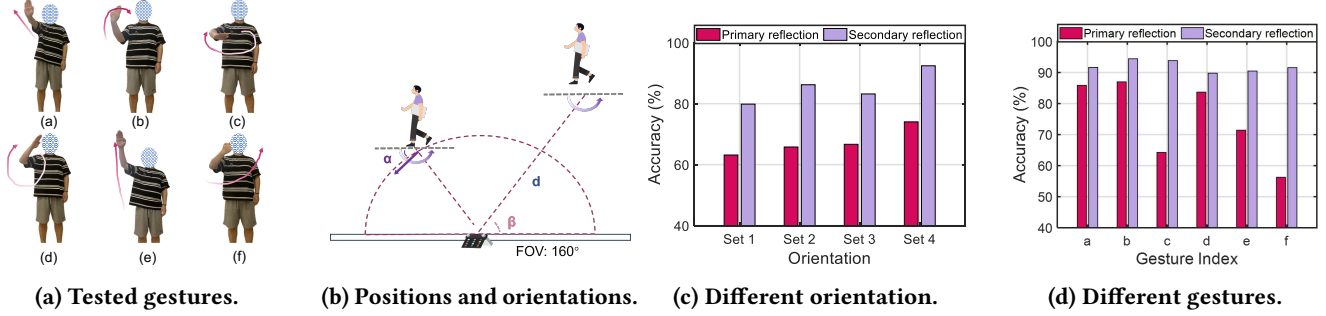 (a)
(b)
(c)
(d)
(e)
(f)
α
d
β
FOV: 160°
Primary reflection
Secondary reflection
Accuracy (%)
100
80
60
40
Set 1
Set 2
Set 3
Set 4
Orientation
Primary reflection
Secondary reflection
Accuracy (%)
100
90
80
70
60
50
40
a
b
c
d
e
f
Gesture Index
(a) Tested gestures.
(b) Positions and orientations.
(c) Different orientation.
(d) Different gestures.